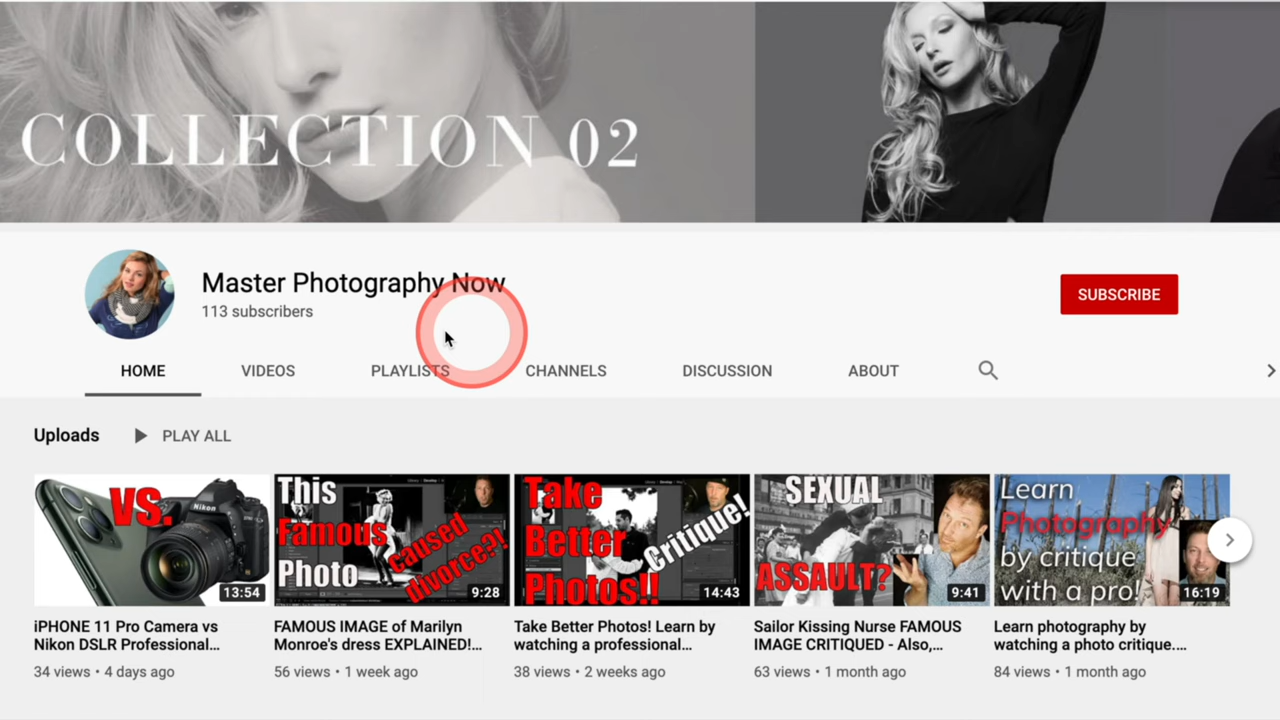 COLLECTION 02
Master Photography Now
113 subscribers
SUBSCRIBE
HOME VIDEOS PLAYLISTS CHANNELS DISCUSSION ABOUT
Uploads PLAY ALL
VS.
Nikon
13:54
This
Famous
Photo
caused
divorce?!
9:28
Take
Better
Photos!!
Critique!
14:43
SEXUAL
ASSAULT?
9:41
Learn
Photography
by critique
with a pro!
16:19
iPHONE 11 Pro Camera vs
Nikon DSLR Professional...
34 views • 4 days ago
FAMOUS IMAGE of Marilyn
Monroe's dress EXPLAINED!...
56 views • 1 week ago
Take Better Photos! Learn by
watching a professional...
38 views • 2 weeks ago
Sailor Kissing Nurse FAMOUS
IMAGE CRITIQUED - Also,...
63 views • 1 month ago
Learn photography by
watching a photo critique....
84 views • 1 month ago